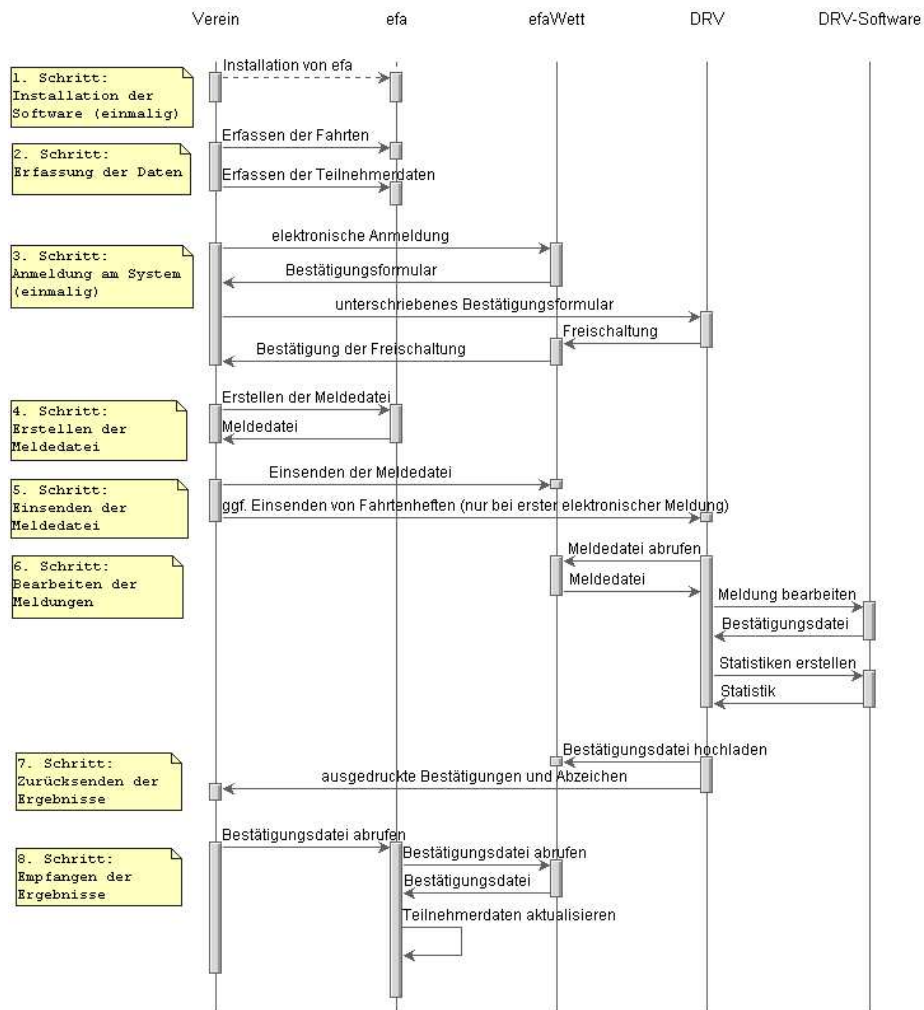 Verein efa efaWett DRV DRV-Software
1. Schritt:
Installation der
Software (einmalig)
Installation von efa
2. Schritt:
Erfassung der Daten
Erfassen der Fahrten
Erfassen der Teilnehmerdaten
3. Schritt:
Anmeldung am System
(einmalig)
elektronische Anmeldung
Bestätigungsformular
unterschriebenes Bestätigungsformular
Freischaltung
Bestätigung der Freischaltung
4. Schritt:
Erstellen der
Meldedatei
Erstellen der Meldedatei
Meldedatei
5. Schritt:
Einsenden der
Meldedatei
Einsenden der Meldedatei
ggf. Einsenden von Fahrtenheften (nur bei erster elektronischer Meldung)
6. Schritt:
Bearbeiten der
Meldungen
Meldedatei abrufen
Meldedatei
Meldung bearbeiten
Bestätigungsdatei
Statistiken erstellen
Statistik
7. Schritt:
Zurücksenden der
Ergebnisse
Bestätigungsdatei hochladen
ausgedruckte Bestätigungen und Abzeichen
8. Schritt:
Empfangen der
Ergebnisse
Bestätigungsdatei abrufen
Bestätigungsdatei abrufen
Bestätigungsdatei
Teilnehmerdaten aktualisieren